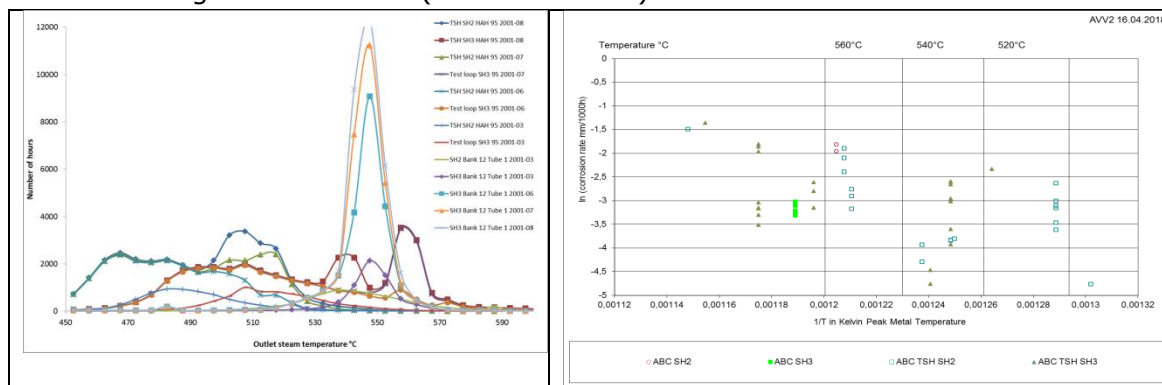 12000
10000
8000
6000
4000
2000
0
Number of hours
450 470 490 510 530 550 570 590
Outlet steam temperature °C
TSH SH2 HAH 95 2001-08
TSH SH3 HAH 95 2001-08
TSH SH2 HAH 95 2001-07
Test loop SH3 95 2001-07
TSH SH2 HAH 95 2001-06
Test loop SH3 95 2001-06
TSH SH2 HAH 95 2001-03
Test loop SH3 95 2001-03
SH2 Bank 12 Tube 1 2001-03
SH3 Bank 12 Tube 1 2001-03
SH3 Bank 12 Tube 1 2001-06
SH3 Bank 12 Tube 1 2001-07
SH3 Bank 12 Tube 1 2001-08
AVV2 16.04.2018
Temperature °C 560°C 540°C 520°C
0
-0,5
-1
-1,5
-2
-2,5
-3
-3,5
-4
-4,5
-5
ln (corrosion rate mm/1000h)
0,00112 0,00114 0,00116 0,00118 0,0012 0,00122 0,00124 0,00126 0,00128 0,0013 0,00132
1/T in Kelvin Peak Metal Temperature
ABC SH2 ABC SH3 ABC TSH SH2 ABC TSH SH3